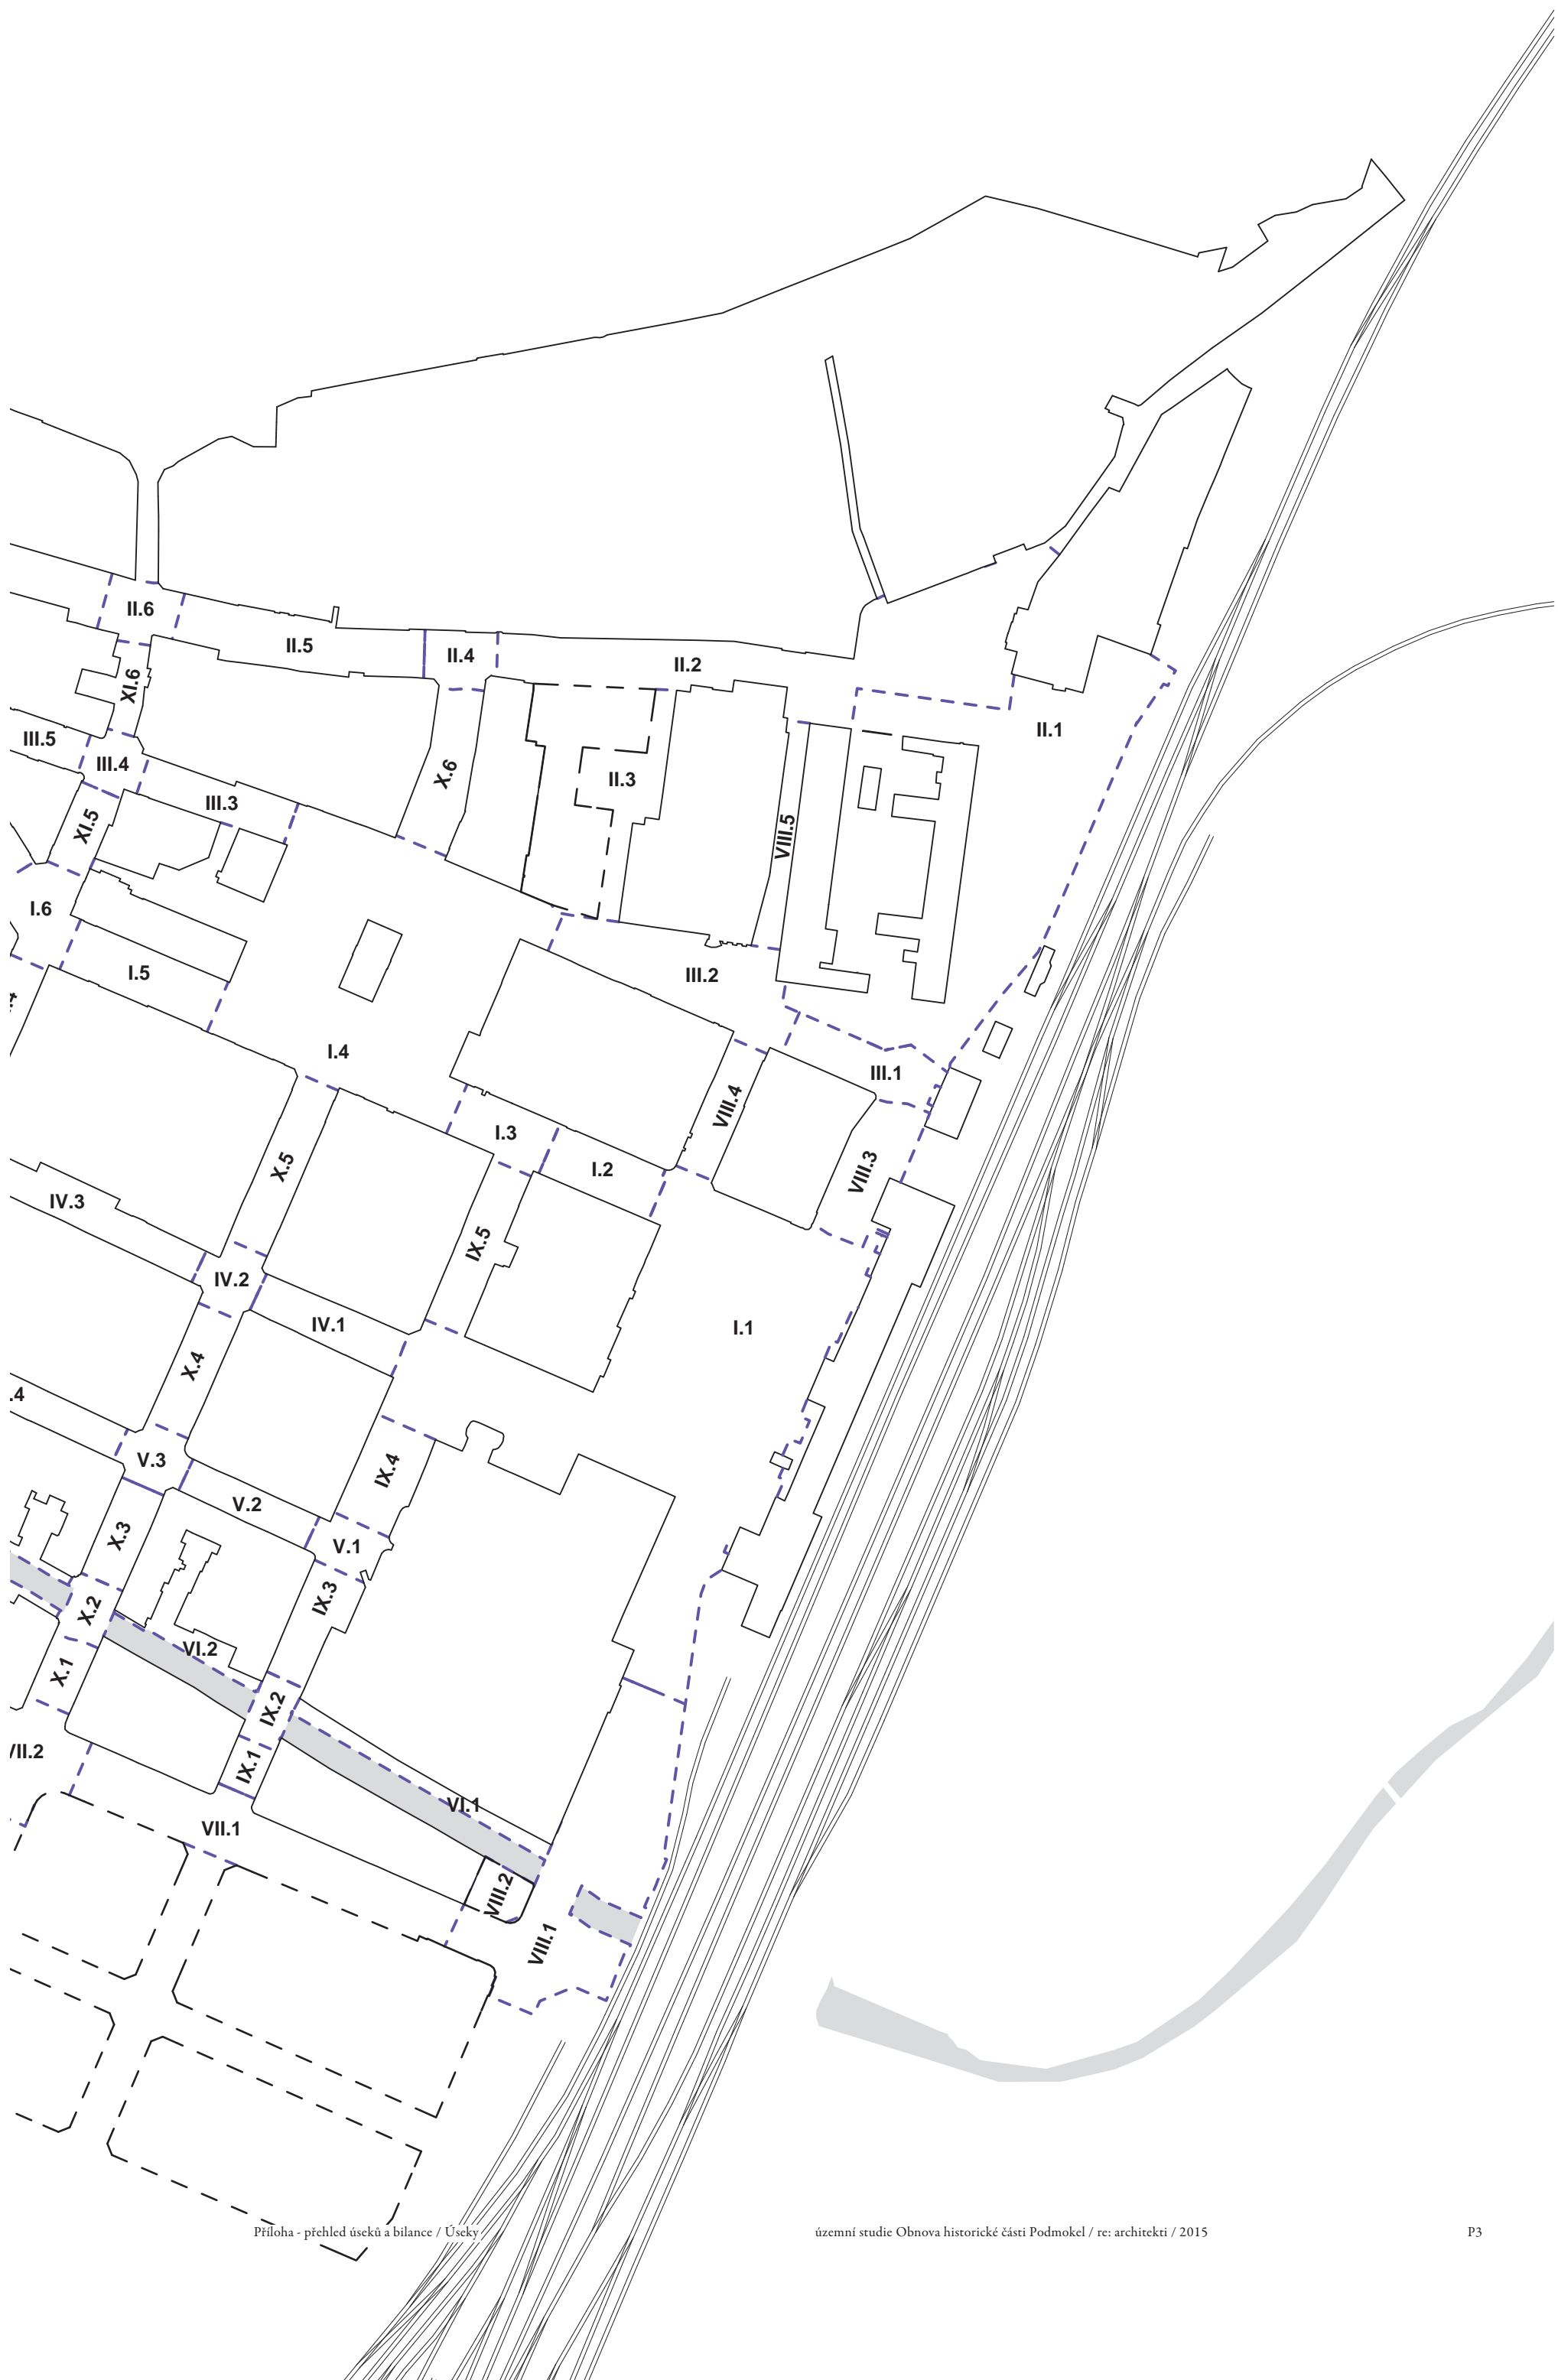 II.6
II.5
II.4
II.2
XI.6
II.1
III.5
III.4
X.6
II.3
III.3
XI.5
VIII.5
I.6
I.5
III.2
I.4
III.1
VIII.4
I.3
X.5
I.2
VIII.3
IV.3
IX.5
IV.2
IV.1
I.1
X.4
.4
V.3
IX.4
V.2
X.3
V.1
IX.3
X.2
VI.2
X.1
IX.2
VII.2
IX.1
VI.1
VII.1
VIII.2
VIII.1
Příloha - přehled úseků a bilance / Úseky
územní studie Obnova historické části Podmokel / re: architekti / 2015
P3